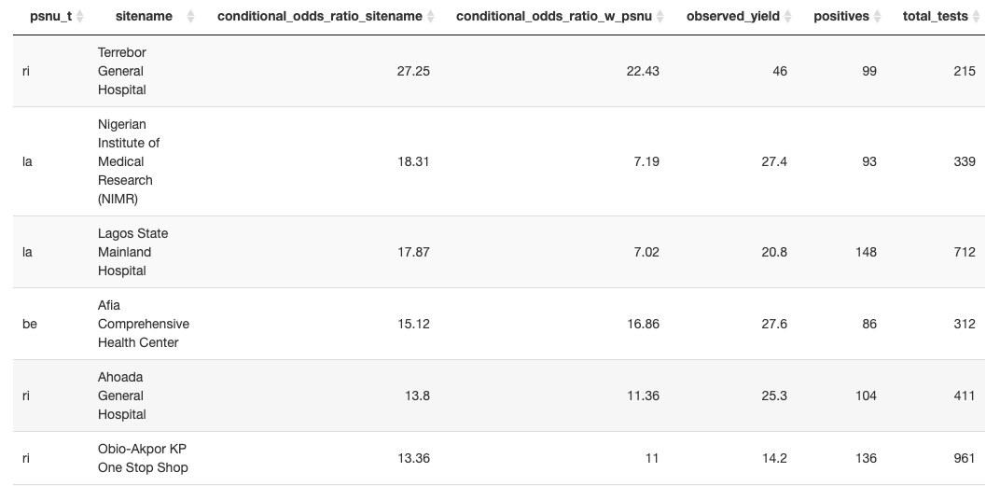 psnu_t sitename conditional_odds_ratio_sitename conditional_odds_ratio_w_psnu observed_yield positives total_tests
Terrebor
ri General 27.25 22.43 46 99 215
Hospital
Nigerian
Institute of
la Medical 18.31 7.19 27.4 93 339
Research
(NIMR)
Lagos State
la Mainland 17.87 7.02 20.8 148 712
Hospital
Afia
be Comprehensive 15.12 16.86 27.6 86 312
Health Center
Ahoada
ri General 13.8 11.36 25.3 104 411
Hospital
Obio-Akpor KP
ri 13.36 11 14.2 136 961
One Stop Shop